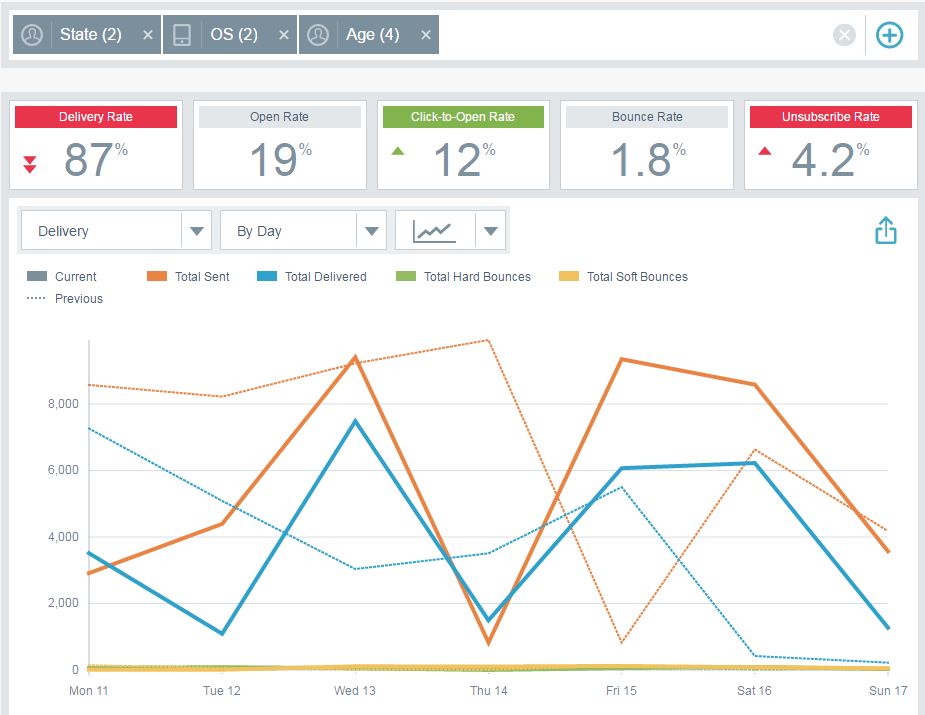 State (2) × OS (2) × Age (4) ×
Delivery Rate Open Rate Click-to-Open Rate Bounce Rate Unsubscribe Rate
87% 19% 12% 1.8% 4.2%
Delivery By Day
Current Total Sent Total Delivered Total Hard Bounces Total Soft Bounces
Previous
8,000
6,000
4,000
2,000
0
Mon 11 Tue 12 Wed 13 Thu 14 Fri 15 Sat 16 Sun 17